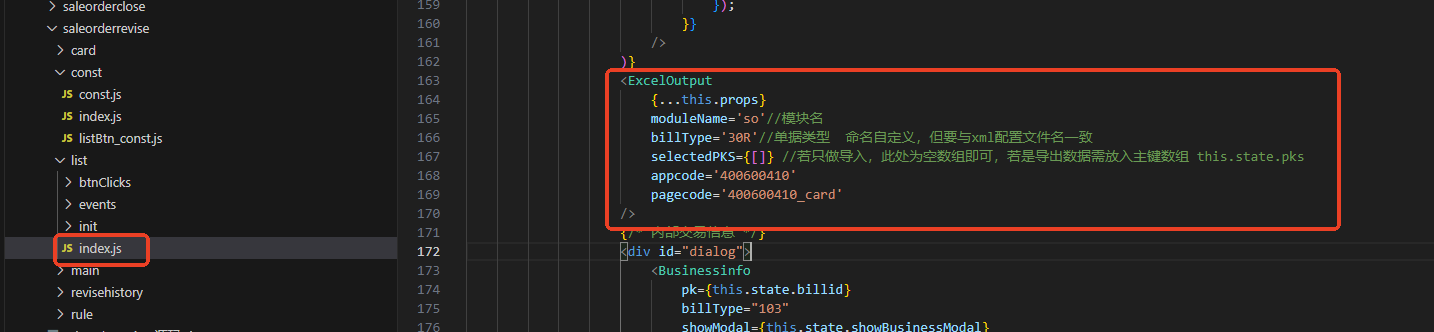 saleorderclose
saleorderrevise
card
const
JS const.js
JS index.js
JS listBtn_const.js
list
btnClicks
events
init
JS index.js
main
revisehistory
rule
159 });
160 }}
161 />
162 )}
163 <ExcelOutput
164 {...this.props}
165 moduleName='so'//模块名
166 billType='30R'//单据类型  命名自定义，但要与xml配置文件名一致
167 selectedPKS={[]} //若只做导入，此处为空数组即可，若是导出数据需放入主键数组 this.state.pks
168 appcode='400600410'
169 pagecode='400600410_card'
170 />
171 {/* 内部交易信息 */}
172 <div id="dialog">
173 <Businessinfo
174 pk={this.state.billid}
175 billType="103"
176 showModal={this.state.showBusinessModal}